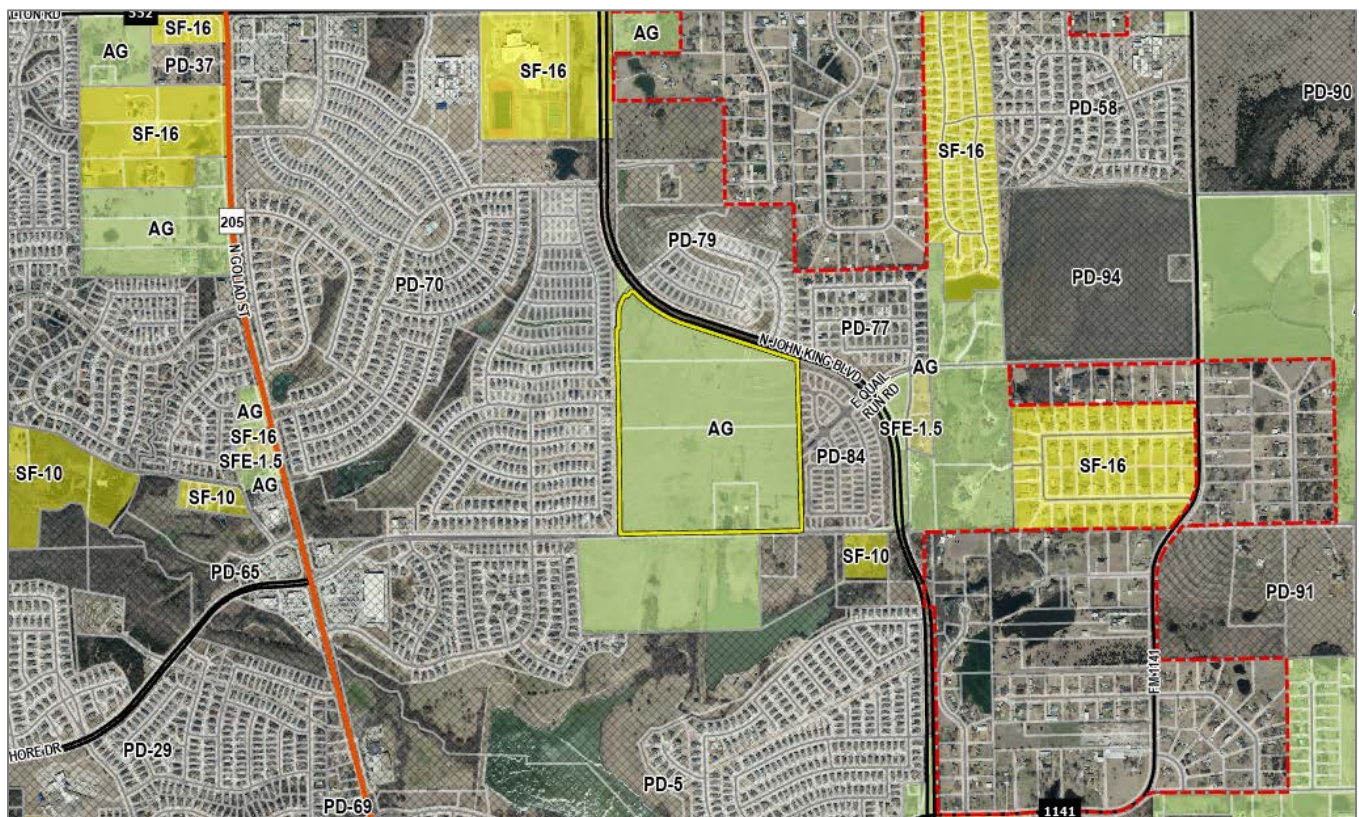 LTON RD
552
SF-16
AG
PD-37
SF-16
AG
205
N GOLIAD ST
PD-70
SF-16
AG
SF-16
PD-58
PD-90
PD-79
PD-94
PD-77
N JOHN KING BLVD
E QUAIL
RUN RD
AG
SFE-1.5
AG
PD-84
SF-16
AG
SF-16
SFE-1.5
AG
SF-10
SF-10
PD-65
SF-10
PD-91
FM 1141
HORE DR
PD-29
PD-69
PD-5
1141